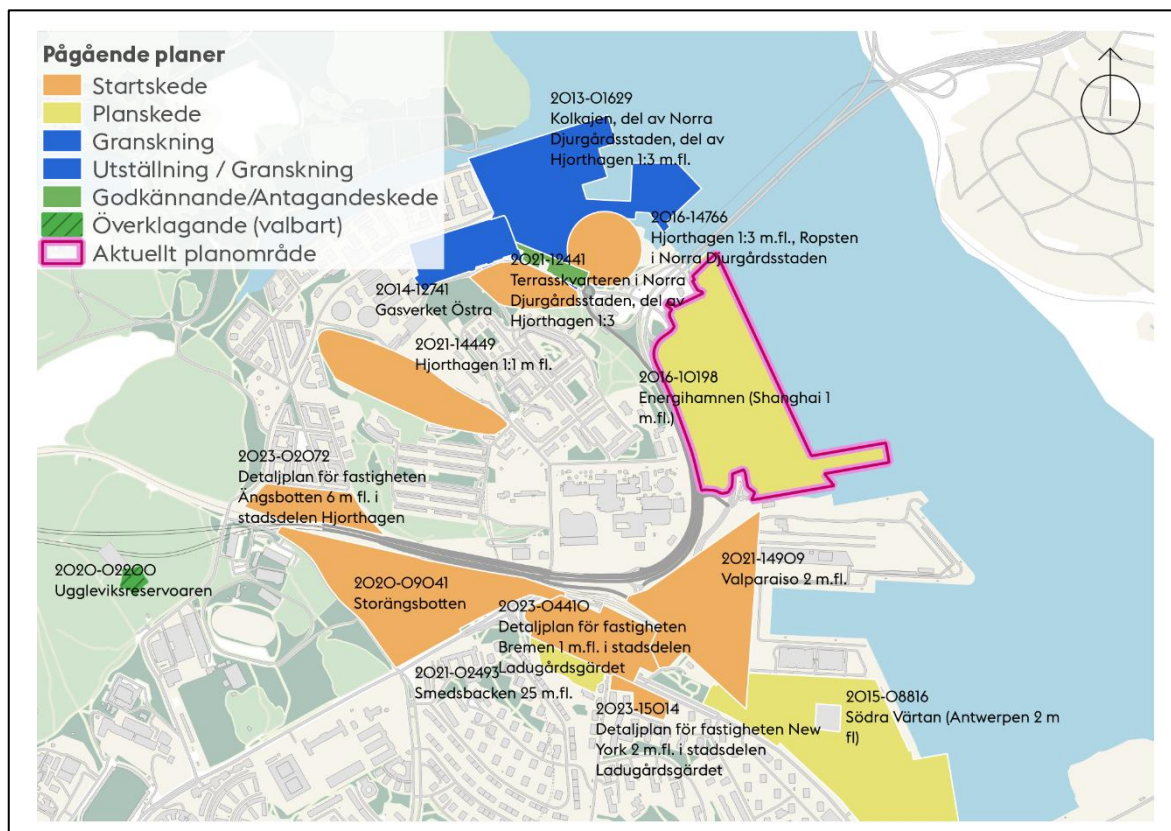 Pågående planer
Startskede
Planskede
Granskning
Utställning / Granskning
Godkännande/Antagandeskede
Överklagande (valbart)
Aktuellt planområde
2013-01629
Kolkajen, del av Norra
Djurgårdsstaden, del av
Hjorthagen 1:3 m.fl.
2016-14766
Hjorthagen 1:3 m.fl., Ropsten
i Norra Djurgårdsstaden
2021-12441
Terrasskvarteren i Norra
Djurgårdsstaden, del av
Hjorthagen 1:3
2014-12741
Gasverket Östra
2021-14449
Hjorthagen 1:1 m fl.
2016-10198
Energihamnen (Shanghai 1
m.fl.)
2023-02072
Detaljplan för fastigheten
Ängsbotten 6 m fl. i
stadsdelen Hjorthagen
2020-02200
Uggleviksreservoaren
2020-09041
Storängsbotten
2021-14909
Valparaiso 2 m.fl.
2023-04410
Detaljplan för fastigheten
Bremen 1 m.fl. i stadsdelen
Ladugårdsgärdet
2021-02493
Smedsbacken 25 m.fl.
2023-15014
Detaljplan för fastigheten New
York 2 m.fl. i stadsdelen
Ladugårdsgärdet
2015-08816
Södra Värtan (Antwerpen 2 m
fl)